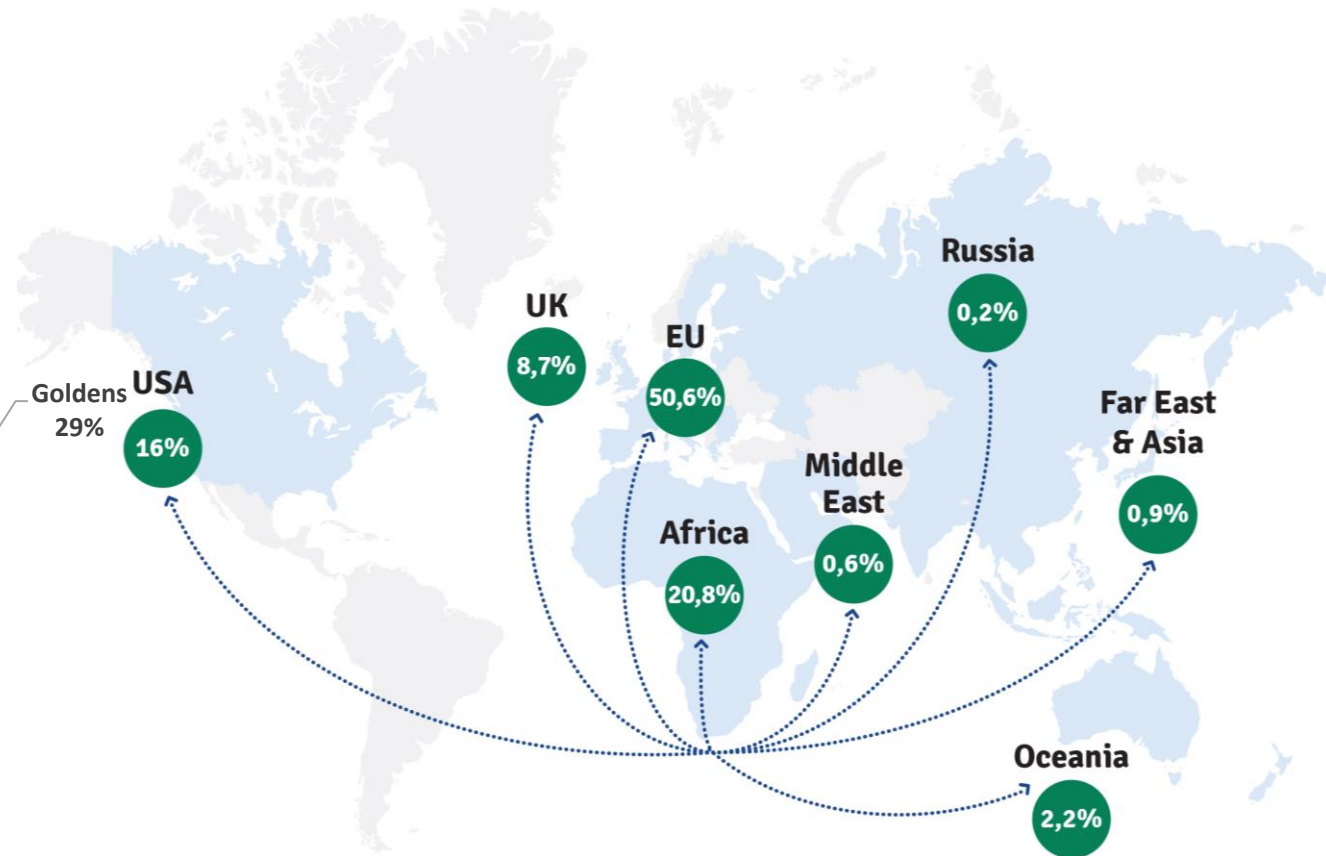 Russia
0,2%
UK
8,7%
EU
50,6%
USA
16%
Goldens
29%
Far East
& Asia
0,9%
Middle
East
0,6%
Africa
20,8%
Oceania
2,2%